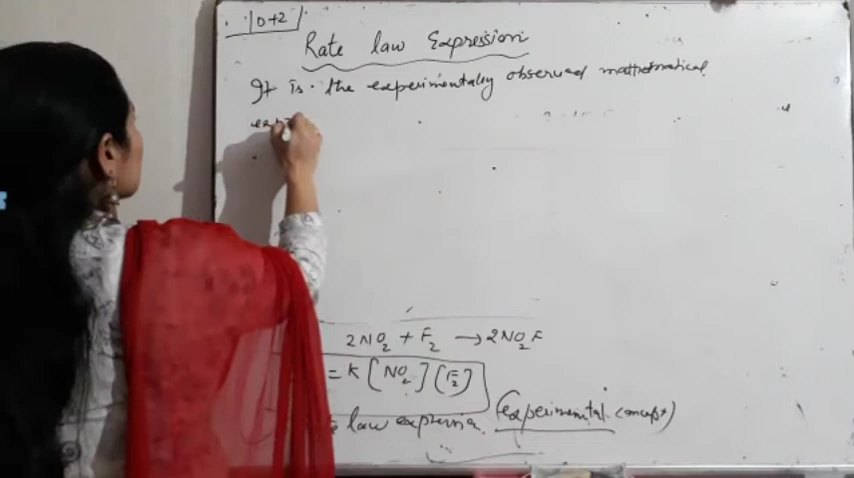 10+2
Rate law Expression
It is the experimentally observed mathematical
exp
2NO₂ + F₂ → 2NO₂F
= K [NO₂] [F₂]
law expression (experimental concept)